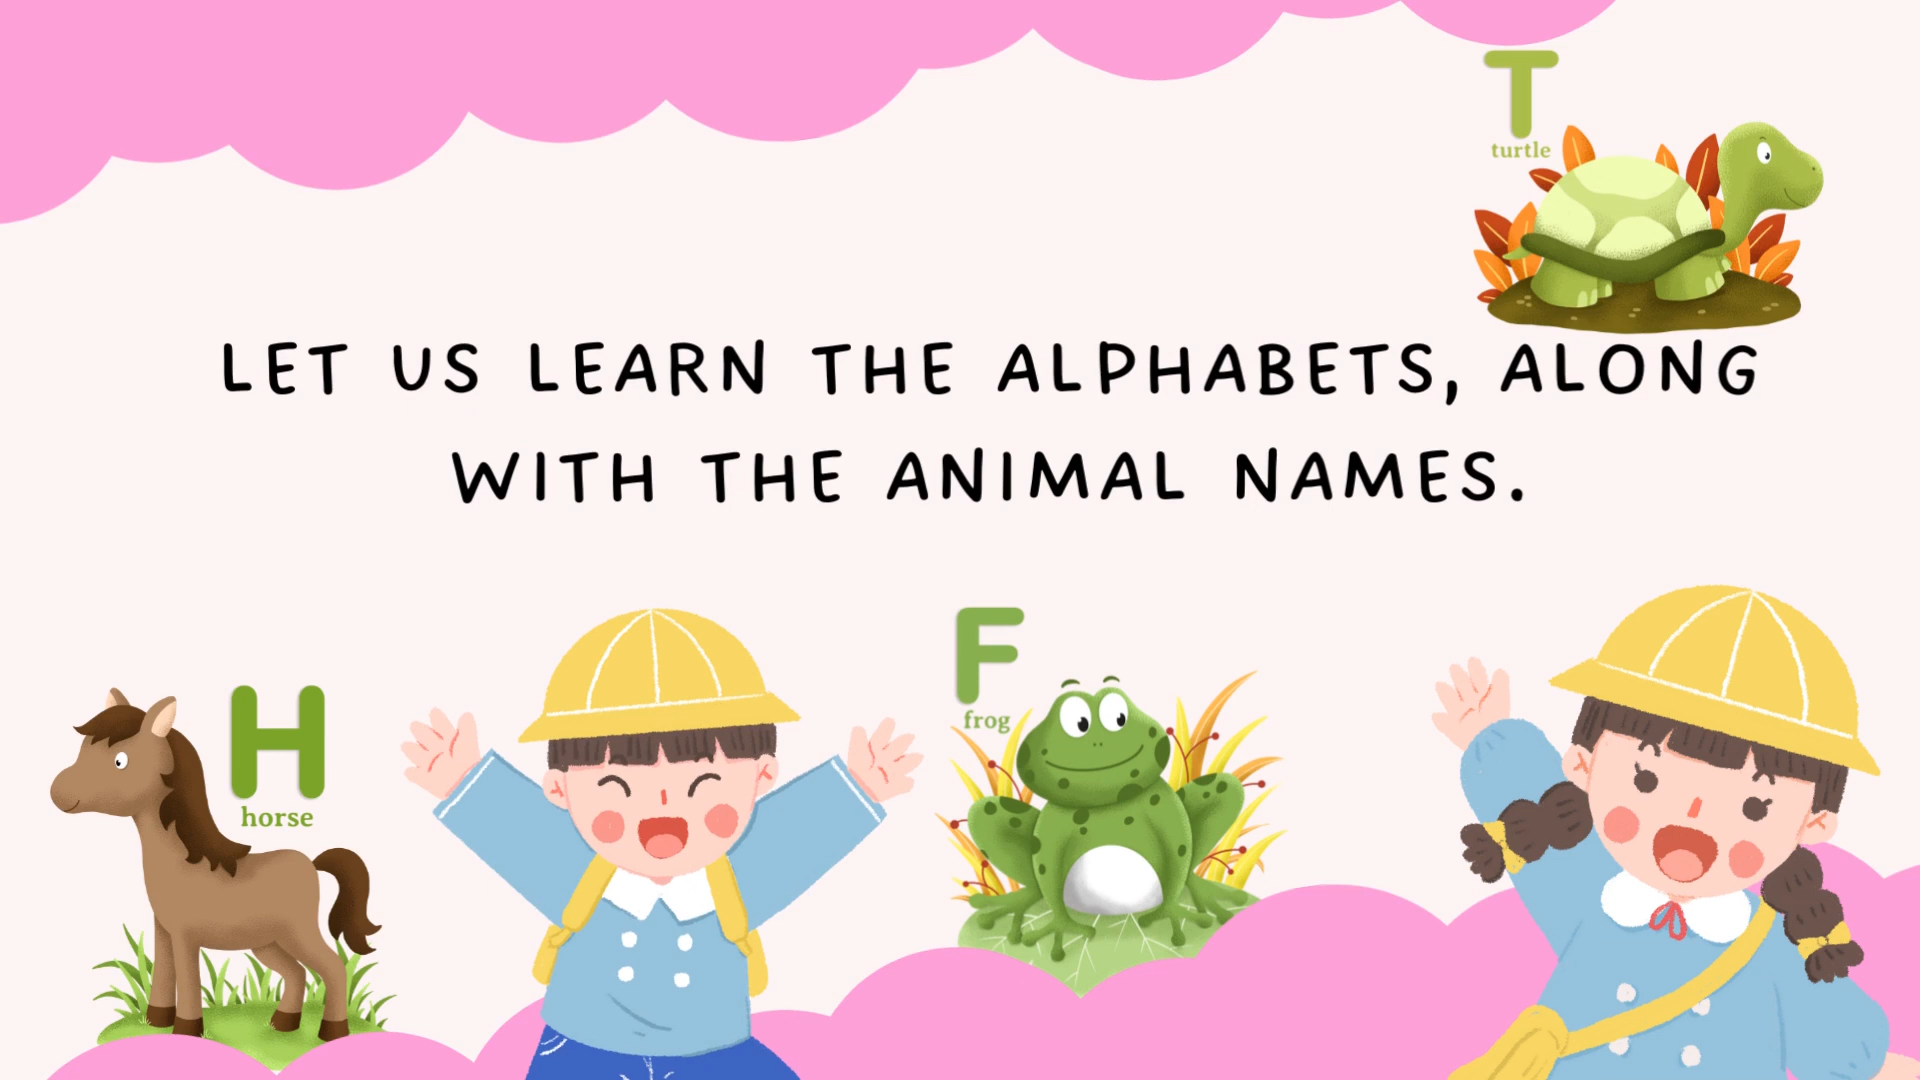 T
turtle
LET US LEARN THE ALPHABETS, ALONG
WITH THE ANIMAL NAMES.
F
frog
H
horse